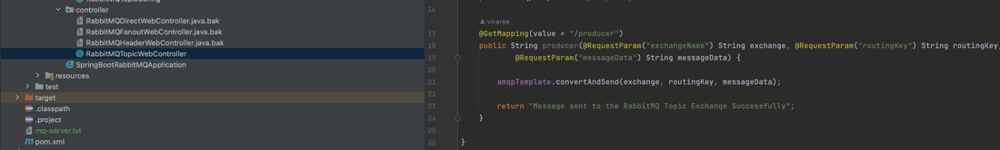 RabbitMQTopicString
controller
RabbitMQDirectWebController.java.bak
RabbitMQFanoutWebController.java.bak
RabbitMQHeaderWebController.java.bak
RabbitMQTopicWebController
SpringBootRabbitMQApplication
resources
test
target
.classpath
.project
mq-server.txt
pom.xml
16
viraree
17 @GetMapping(value = "/producer")
18 public String producer(@RequestParam("exchangeName") String exchange, @RequestParam("routingKey") String routingKey,
19 @RequestParam("messageData") String messageData) {
20
21 amqpTemplate.convertAndSend(exchange, routingKey, messageData);
22
23 return "Message sent to the RabbitMQ Topic Exchange Successfully";
24 }
25
26 }